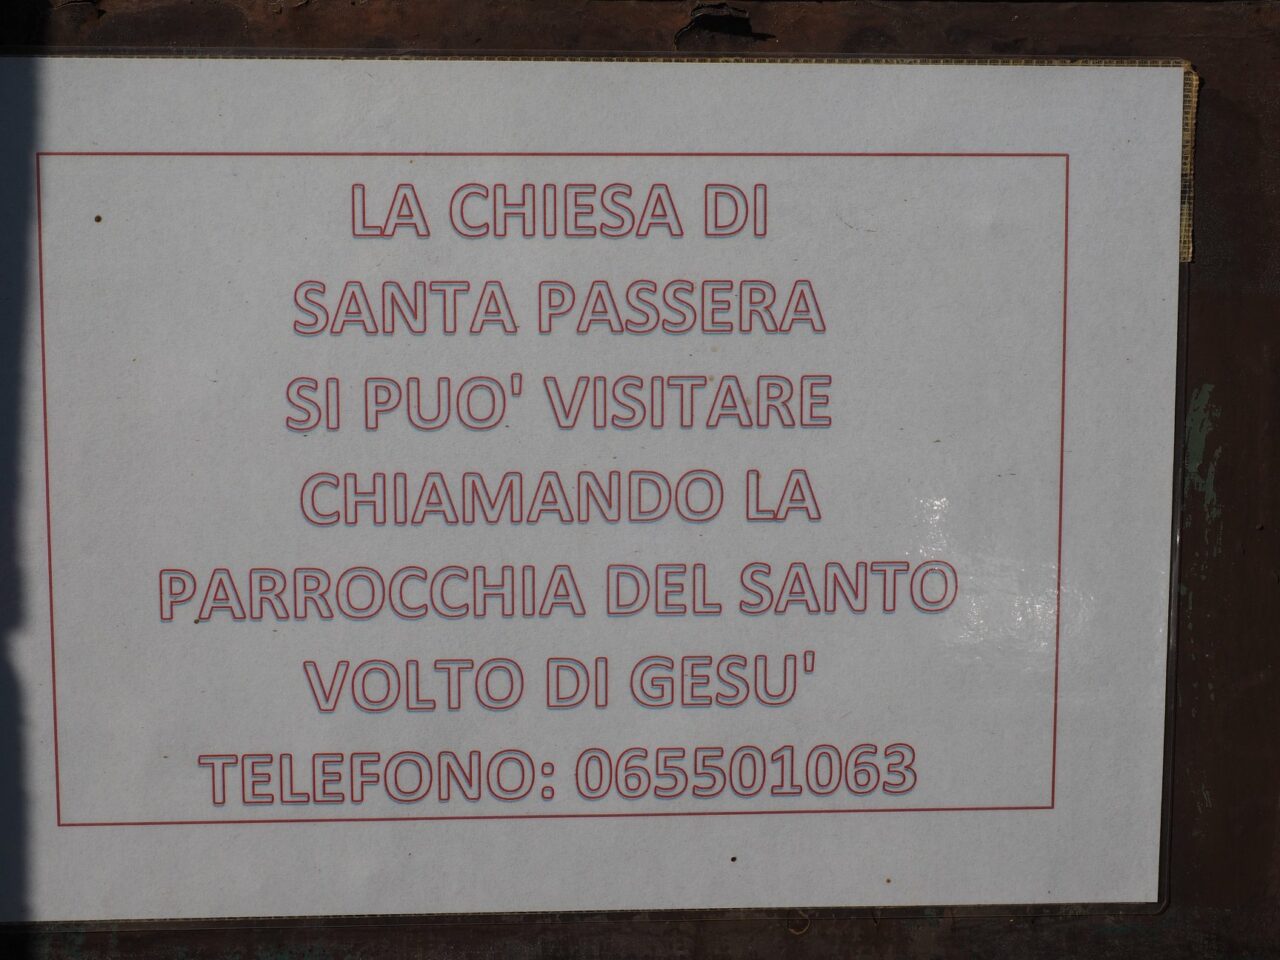 LA CHIESA DI
SANTA PASSERA
SI PUO' VISITARE
CHIAMANDO LA
PARROCCHIA DEL SANTO
VOLTO DI GESU'
TELEFONO: 065501063